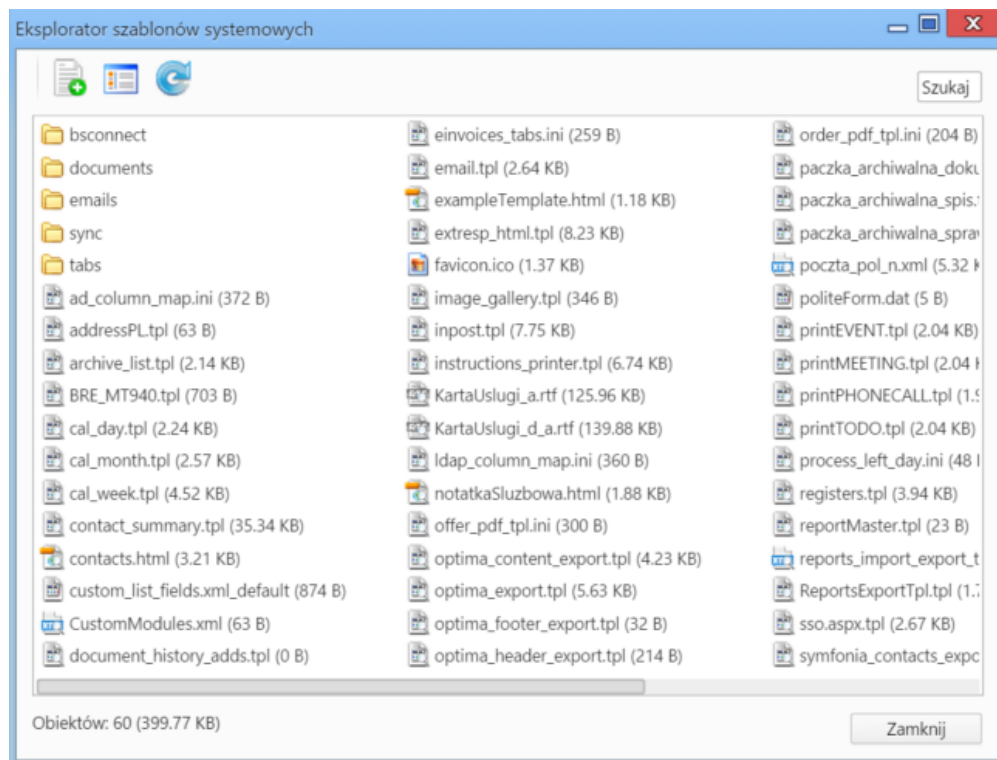 Eksplorator szablonów systemowych
Szukaj
bsconnect
documents
emails
sync
tabs
ad_column_map.ini (372 B)
addressPL.tpl (63 B)
archive_list.tpl (2.14 KB)
BRE_MT940.tpl (703 B)
cal_day.tpl (2.24 KB)
cal_month.tpl (2.57 KB)
cal_week.tpl (4.52 KB)
contact_summary.tpl (35.34 KB)
contacts.html (3.21 KB)
custom_list_fields.xml_default (874 B)
CustomModules.xml (63 B)
document_history_adds.tpl (0 B)
einvoices_tabs.ini (259 B)
email.tpl (2.64 KB)
exampleTemplate.html (1.18 KB)
extresp_html.tpl (8.23 KB)
favicon.ico (1.37 KB)
image_gallery.tpl (346 B)
inpost.tpl (7.75 KB)
instructions_printer.tpl (6.74 KB)
KartaUslugi_a.rtf (125.96 KB)
KartaUslugi_d_a.rtf (139.88 KB)
ldap_column_map.ini (360 B)
notatkaSluzbowa.html (1.88 KB)
offer_pdf_tpl.ini (300 B)
optima_content_export.tpl (4.23 KB)
optima_export.tpl (5.63 KB)
optima_footer_export.tpl (32 B)
optima_header_export.tpl (214 B)
order_pdf_tpl.ini (204 B)
paczka_archiwalna_doku
paczka_archiwalna_spis.
paczka_archiwalna_spra
poczta_pol_n.xml (5.32
politeForm.dat (5 B)
printEVENT.tpl (2.04 KB)
printMEETING.tpl (2.04
printPHONECALL.tpl (1.9
printTODO.tpl (2.04 KB)
process_left_day.ini (48
registers.tpl (3.94 KB)
reportMaster.tpl (23 B)
reports_import_export_t
ReportsExportTpl.tpl (1.7
sso.aspx.tpl (2.67 KB)
symfonia_contacts_expo
Obiektów: 60 (399.77 KB)
Zamknij